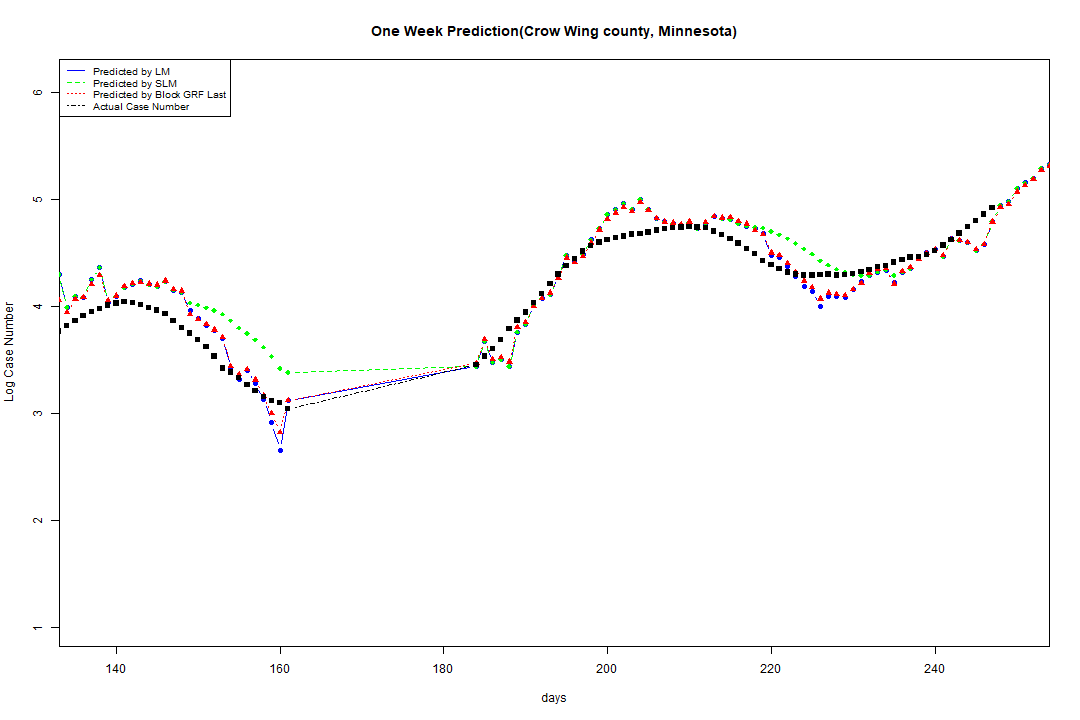 One Week Prediction(Crow Wing county, Minnesota)
Predicted by LM
Predicted by SLM
Predicted by Block GRF Last
Actual Case Number
6
5
4
3
2
1
Log Case Number
140 160 180 200 220 240
days